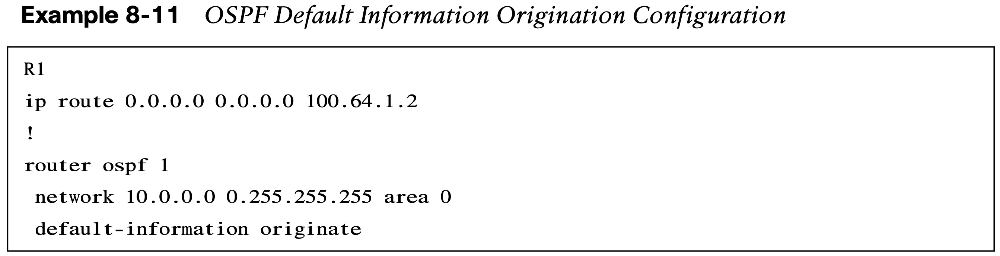 Example 8-11 OSPF Default Information Origination Configuration
R1
ip route 0.0.0.0 0.0.0.0 100.64.1.2
!
router ospf 1
network 10.0.0.0 0.255.255.255 area 0
default-information originate